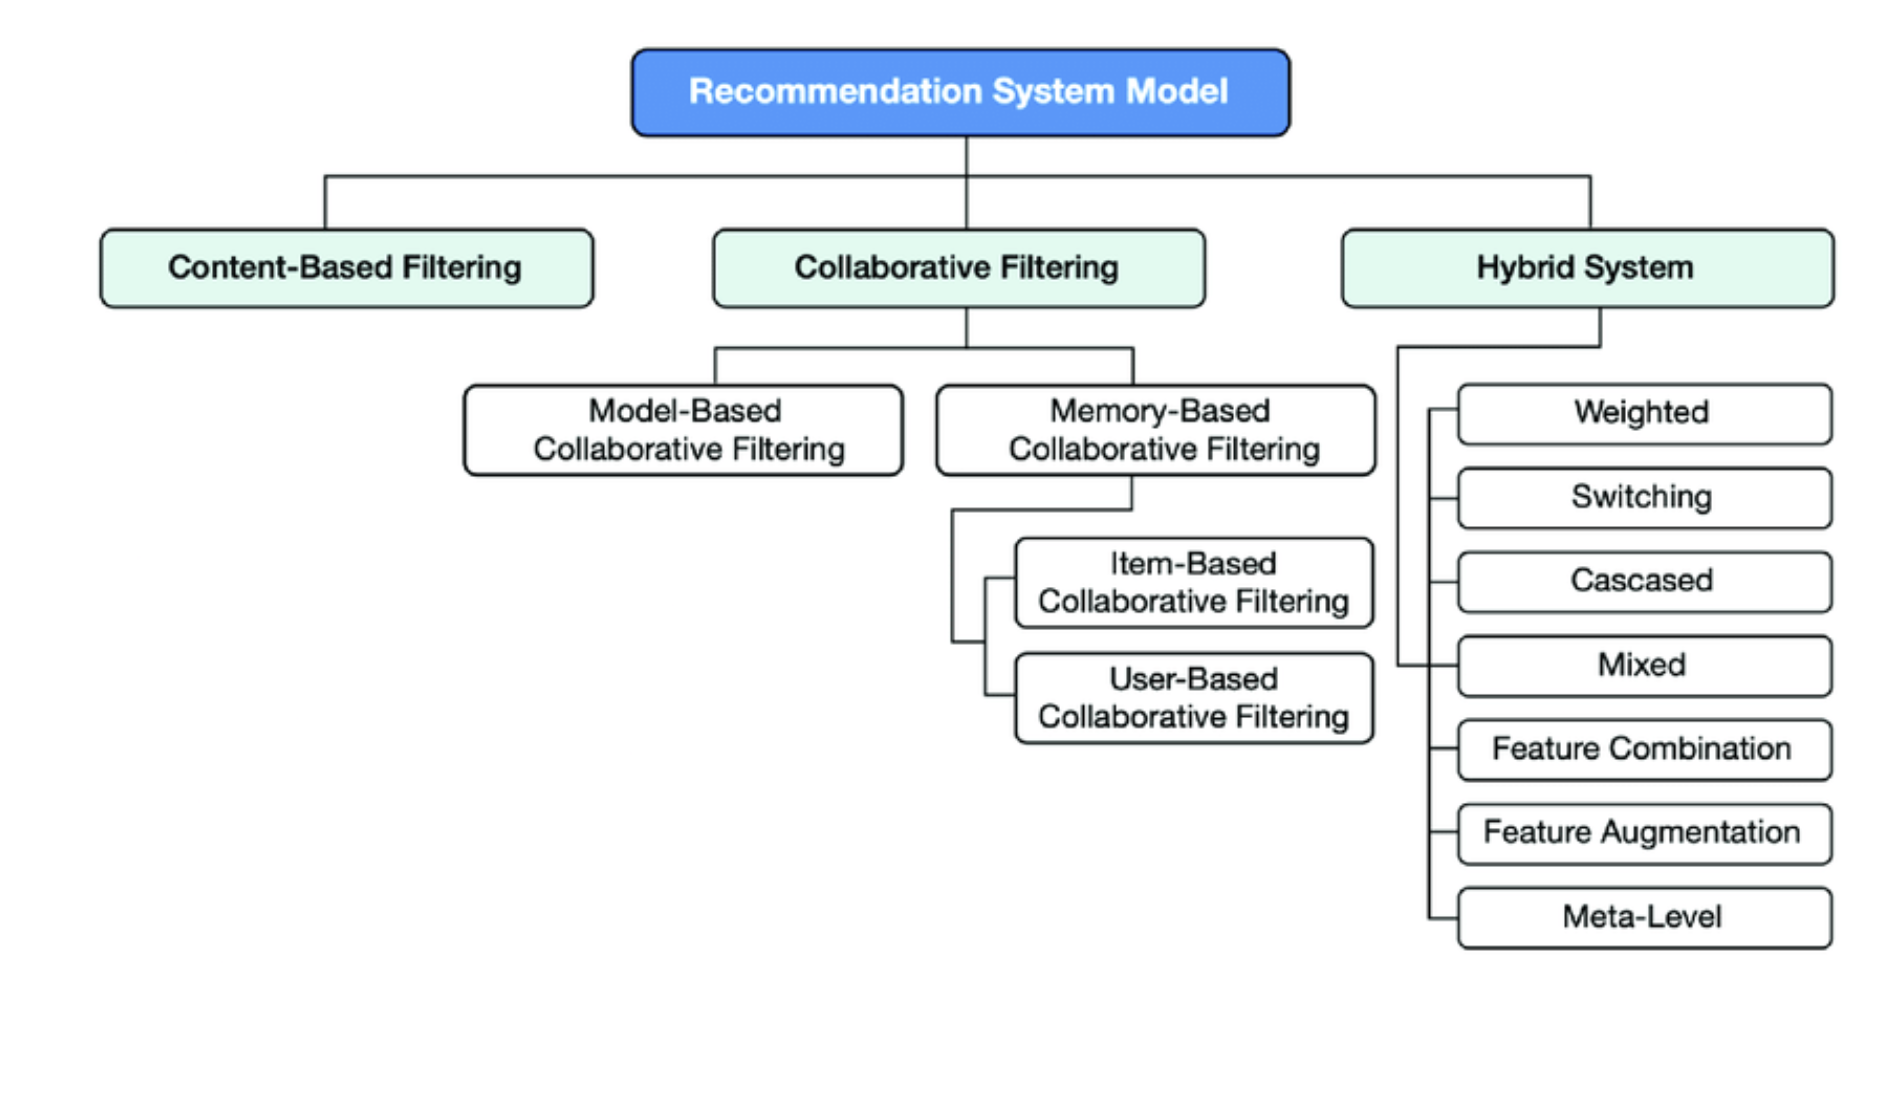 Recommendation System Model
Content-Based Filtering
Collaborative Filtering
Hybrid System
Model-Based
Collaborative Filtering
Memory-Based
Collaborative Filtering
Item-Based
Collaborative Filtering
User-Based
Collaborative Filtering
Weighted
Switching
Cascased
Mixed
Feature Combination
Feature Augmentation
Meta-Level